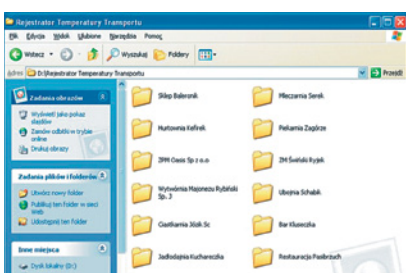 Rejestrator Temperatury Transportu
Plik Edycja Widok Ulubione Narzędzia Pomoc
Wstecz Wyszukaj Foldery
Adres D:\Rejestrator Temperatury Transportu Przejdź
Zadania obrazów
Wyświetl jako pokaz slajdów
Zamów odbitki w trybie online
Drukuj obrazy
Zadania plików i folderów
Utwórz nowy folder
Publikuj ten folder w sieci Web
Udostępnij ten folder
Inne miejsca
Dysk lokalny (D:)
Sklep Baleronik
Mleczarnia Serek
Hurtownia Kefirek
Piekarnia Zagórze
ZPM Oasis Sp z o.o
ZM Świński Ryjek
Wytwórnia Majonezu Rybiński Sp. J
Ubojnia Schabik
Ciastkarnia Józik Sc
Bar Kluseczka
Jadłodajnia Kuchareczka
Restauracja Pasibrzuch